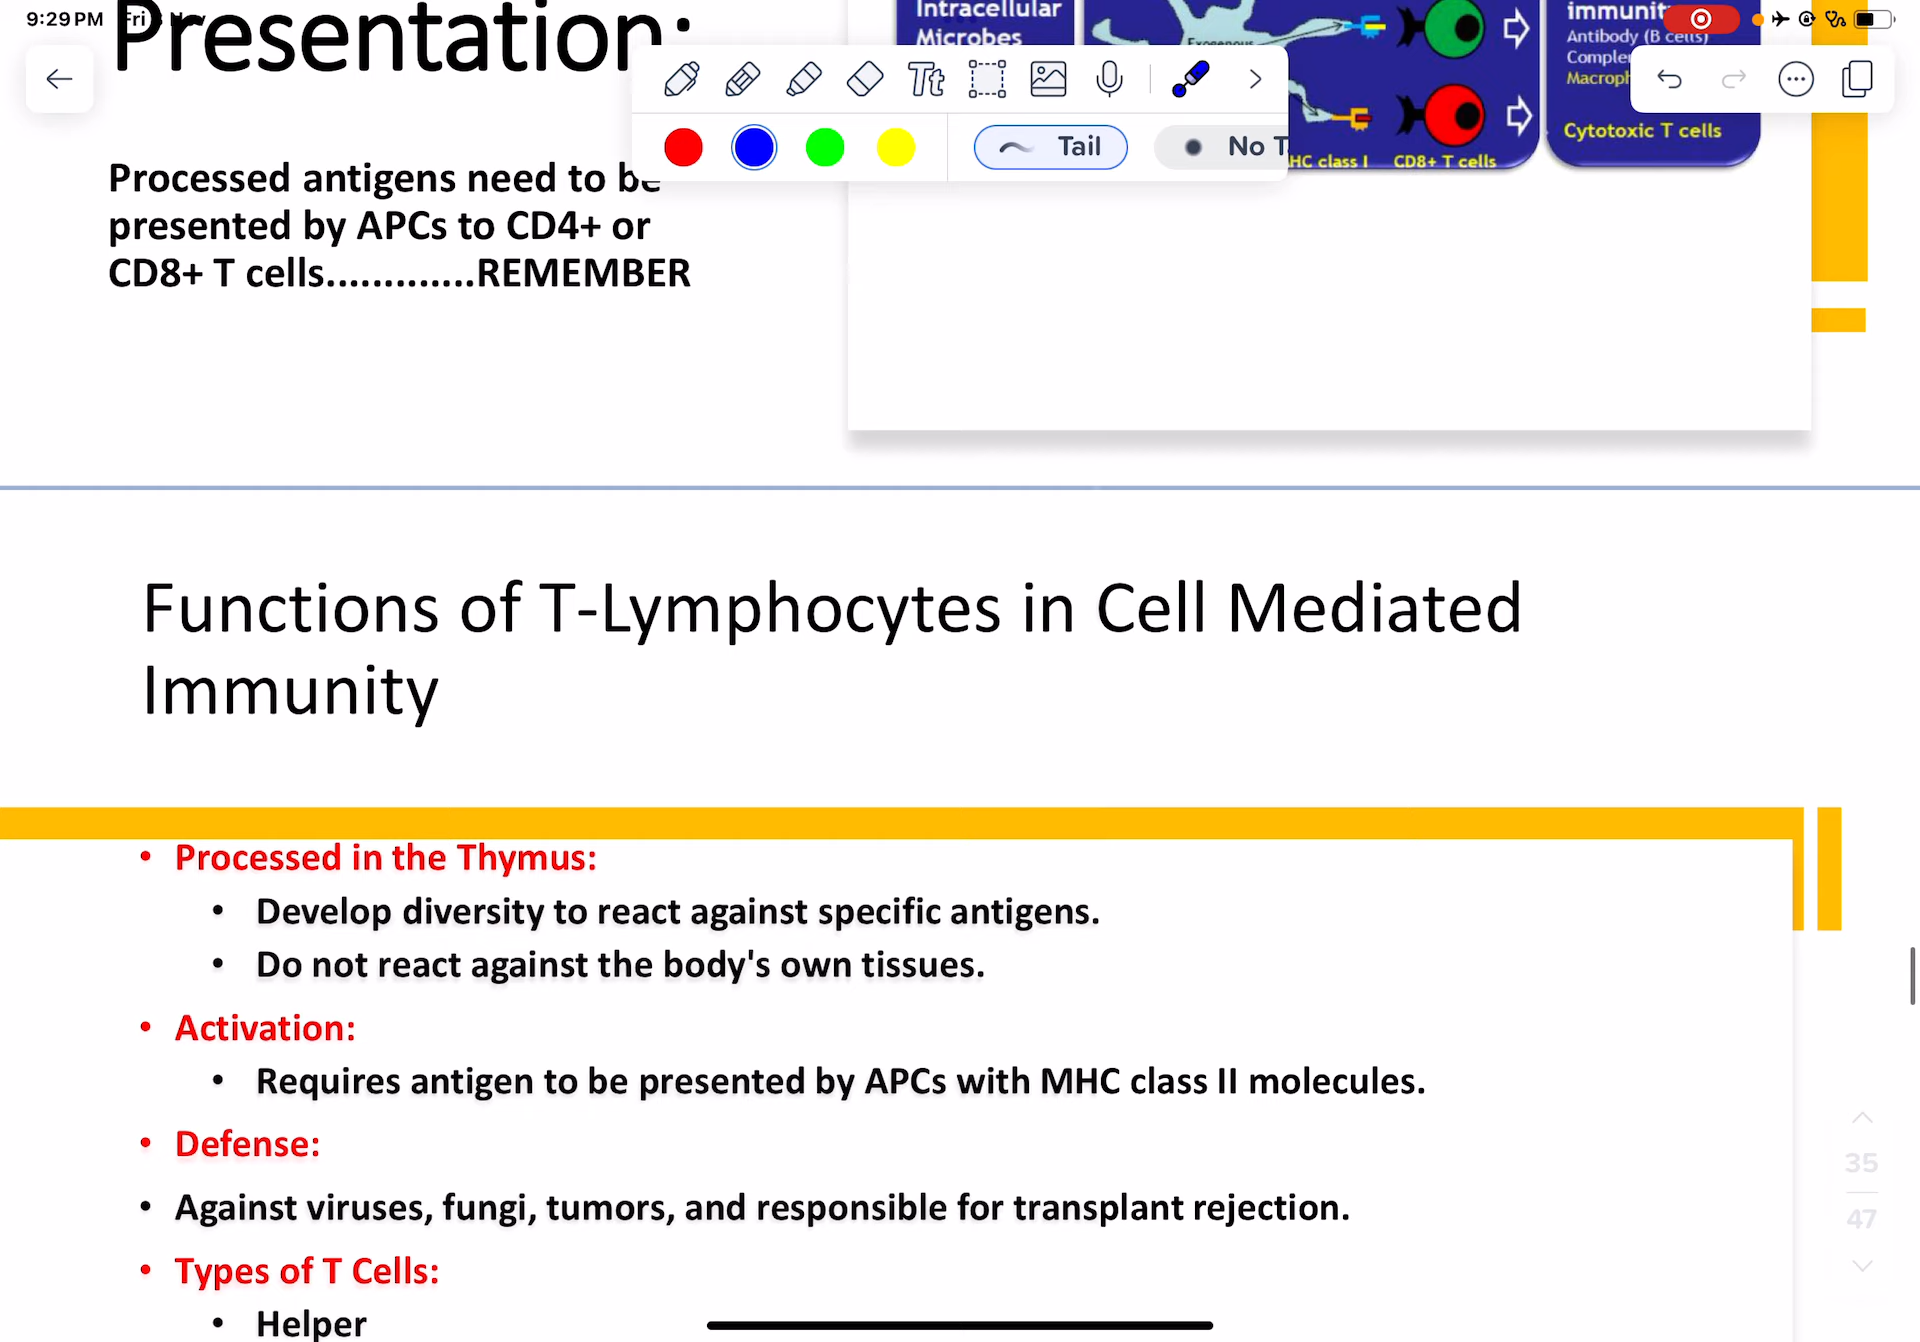 9:29 PM Fri
Presentation:
Intracellular
Microbes
Exogenous
immunit
Antibody (B cells)
Complem
Macroph
Cytotoxic T cells
HC class I CD8+ T cells
Tt
Tail
No T
Processed antigens need to be
presented by APCs to CD4+ or
CD8+ T cells.............REMEMBER
Functions of T-Lymphocytes in Cell Mediated
Immunity
• Processed in the Thymus:
• Develop diversity to react against specific antigens.
• Do not react against the body's own tissues.
• Activation:
• Requires antigen to be presented by APCs with MHC class II molecules.
• Defense:
• Against viruses, fungi, tumors, and responsible for transplant rejection.
• Types of T Cells:
• Helper
35
47